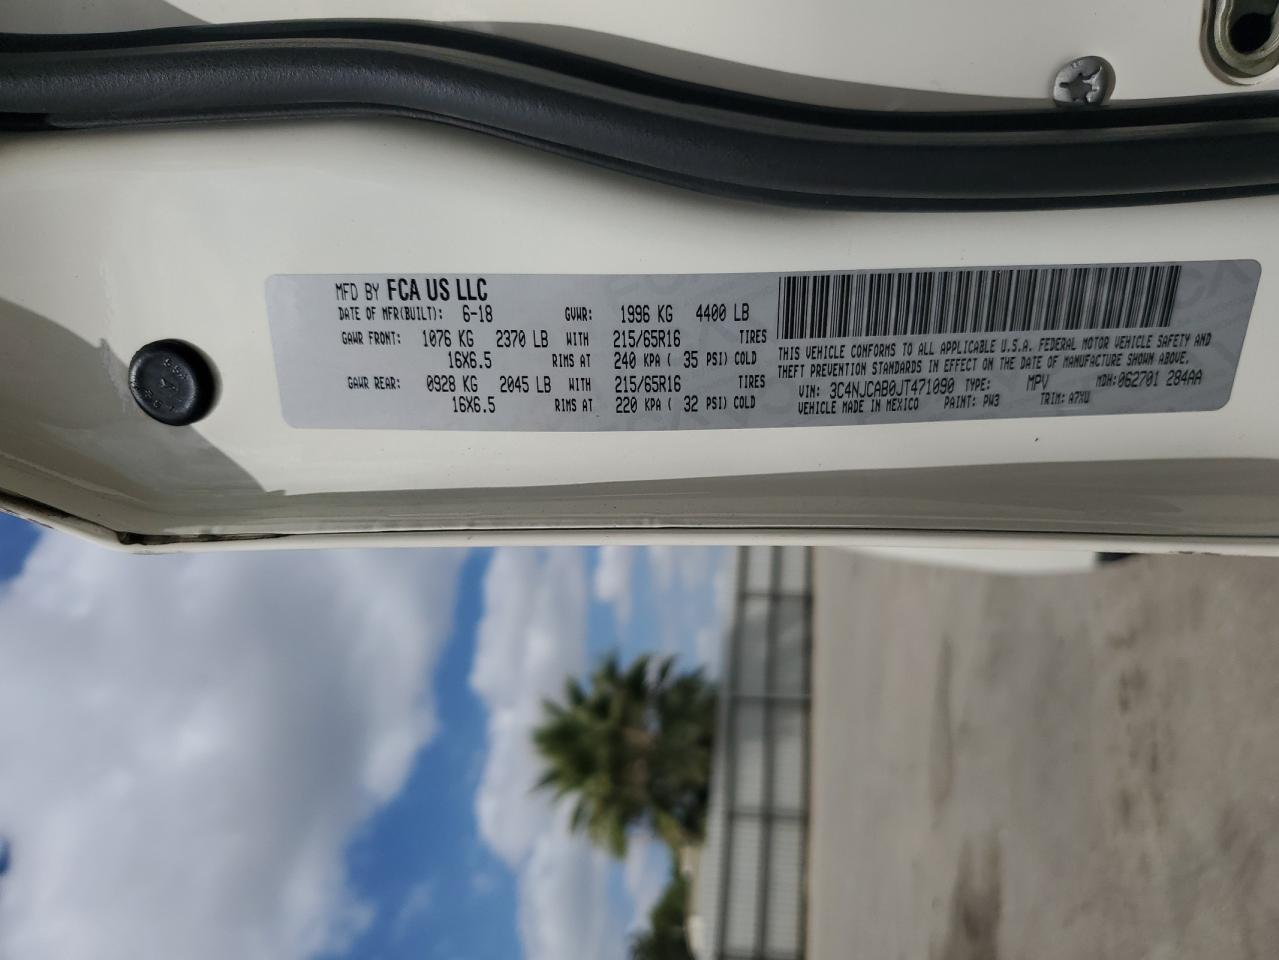 MFD BY FCA US LLC
DATE OF MFR(BUILT): 6-18 GVWR: 1996 KG 4400 LB
GAWR FRONT: 1076 KG 2370 LB WITH 215/65R16 TIRES
16X6.5 RIMS AT 240 KPA ( 35 PSI) COLD
GAWR REAR: 0928 KG 2045 LB WITH 215/65R16 TIRES
16X6.5 RIMS AT 220 KPA ( 32 PSI) COLD
THIS VEHICLE CONFORMS TO ALL APPLICABLE U.S.A. FEDERAL MOTOR VEHICLE SAFETY AND
THEFT PREVENTION STANDARDS IN EFFECT ON THE DATE OF MANUFACTURE SHOWN ABOVE.
VIN: 3C4NJCAB0JT471090 TYPE: MPV MDH: 062701 284AA
VEHICLE MADE IN MEXICO PAINT: PW3 TRIM: A7XU